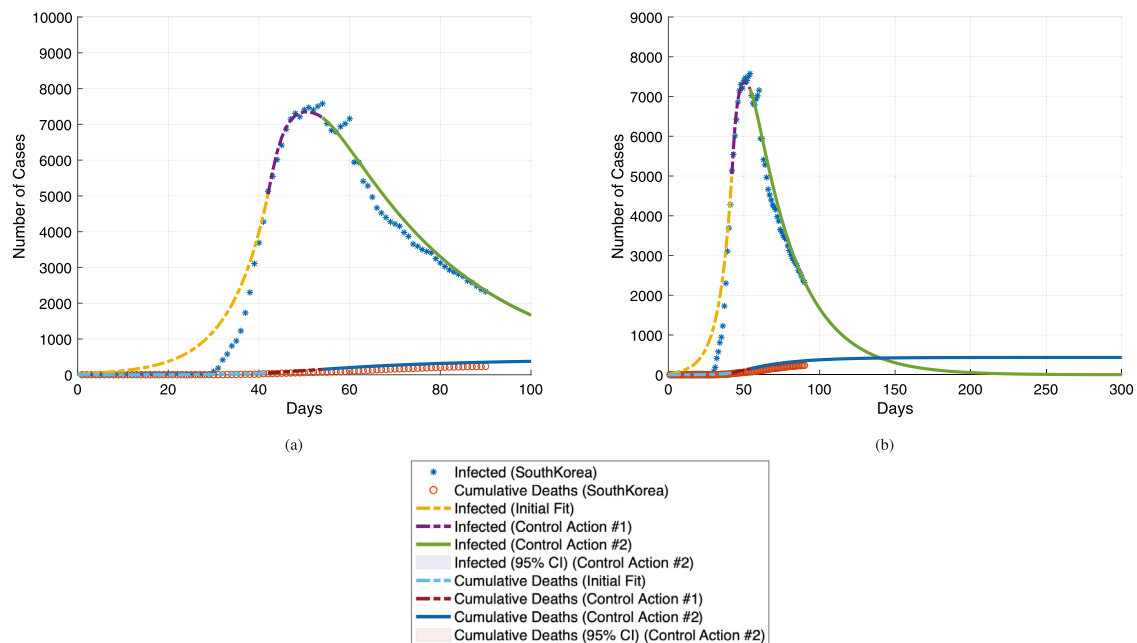 10000
9000
8000
7000
6000
5000
4000
3000
2000
1000
0
Number of Cases
0
20
40
60
80
100
Days
(a)
9000
8000
7000
6000
5000
4000
3000
2000
1000
0
Number of Cases
0
50
100
150
200
250
300
Days
(b)
Infected (SouthKorea)
Cumulative Deaths (SouthKorea)
Infected (Initial Fit)
Infected (Control Action #1)
Infected (Control Action #2)
Infected (95% CI) (Control Action #2)
Cumulative Deaths (Initial Fit)
Cumulative Deaths (Control Action #1)
Cumulative Deaths (Control Action #2)
Cumulative Deaths (95% CI) (Control Action #2)